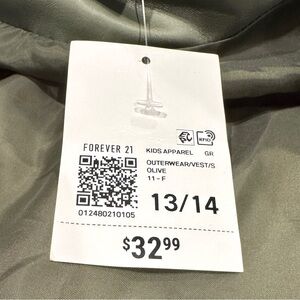 FOREVER 21
KIDS APPAREL GR
OUTERWEAR/VEST/S
OLIVE
11 - F
13/14
012480210105
$32.99